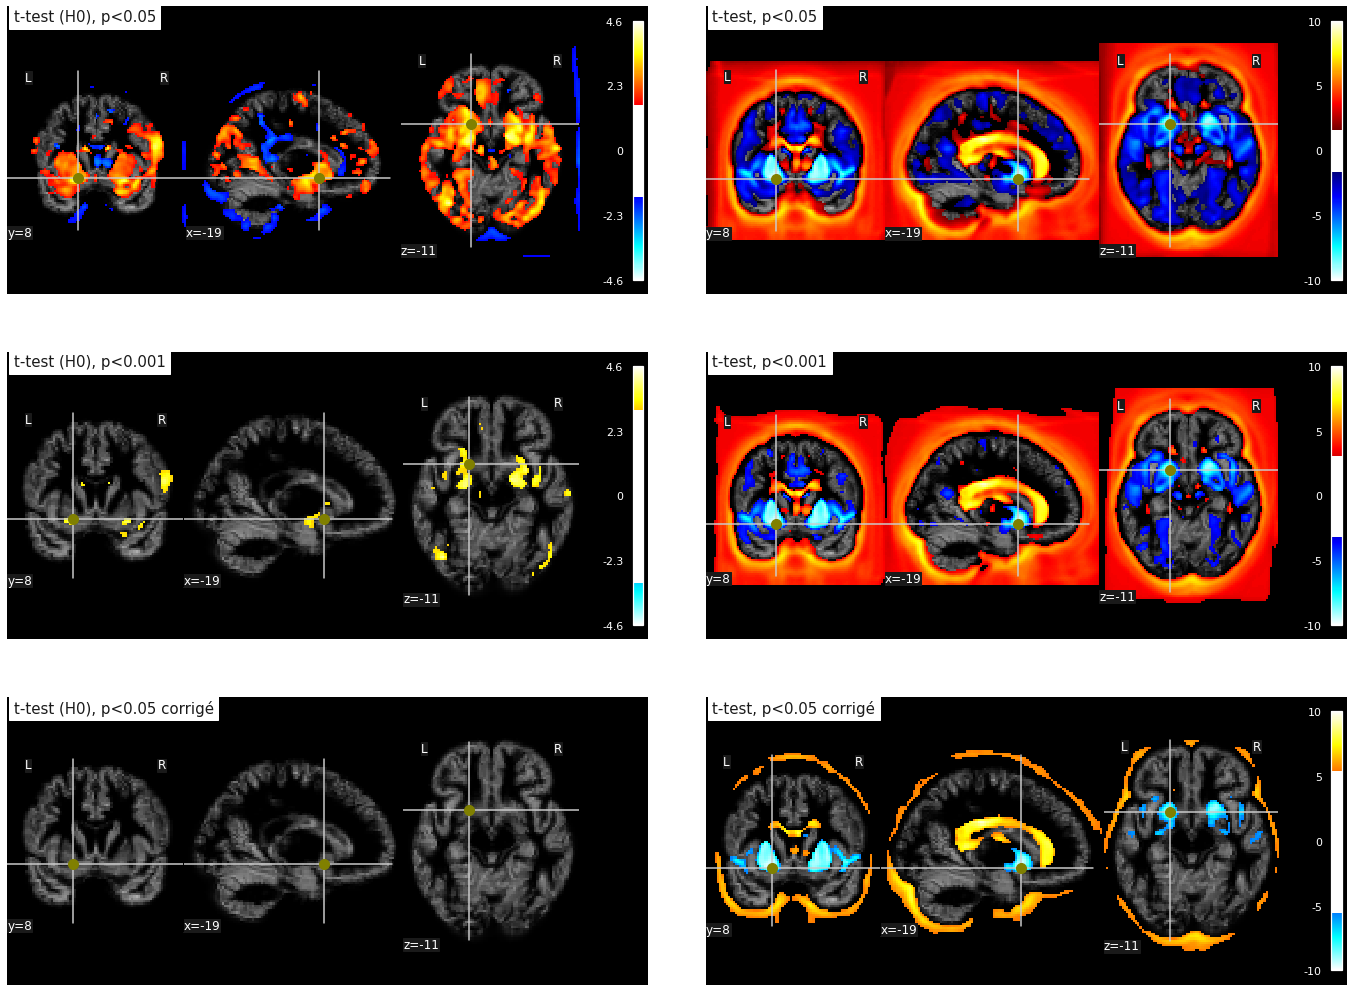 t-test (H0), p<0.05
L R
L R
y=8
x=-19
z=-11
4.6
2.3
0
-2.3
-4.6
t-test, p<0.05
L R
L R
y=8
x=-19
z=-11
10
5
0
-5
-10
t-test (H0), p<0.001
L R
L R
y=8
x=-19
z=-11
4.6
2.3
0
-2.3
-4.6
t-test, p<0.001
L R
L R
y=8
x=-19
z=-11
10
5
0
-5
-10
t-test (H0), p<0.05 corrigé
L R
L R
y=8
x=-19
z=-11
t-test, p<0.05 corrigé
L R
L R
y=8
x=-19
z=-11
10
5
0
-5
-10